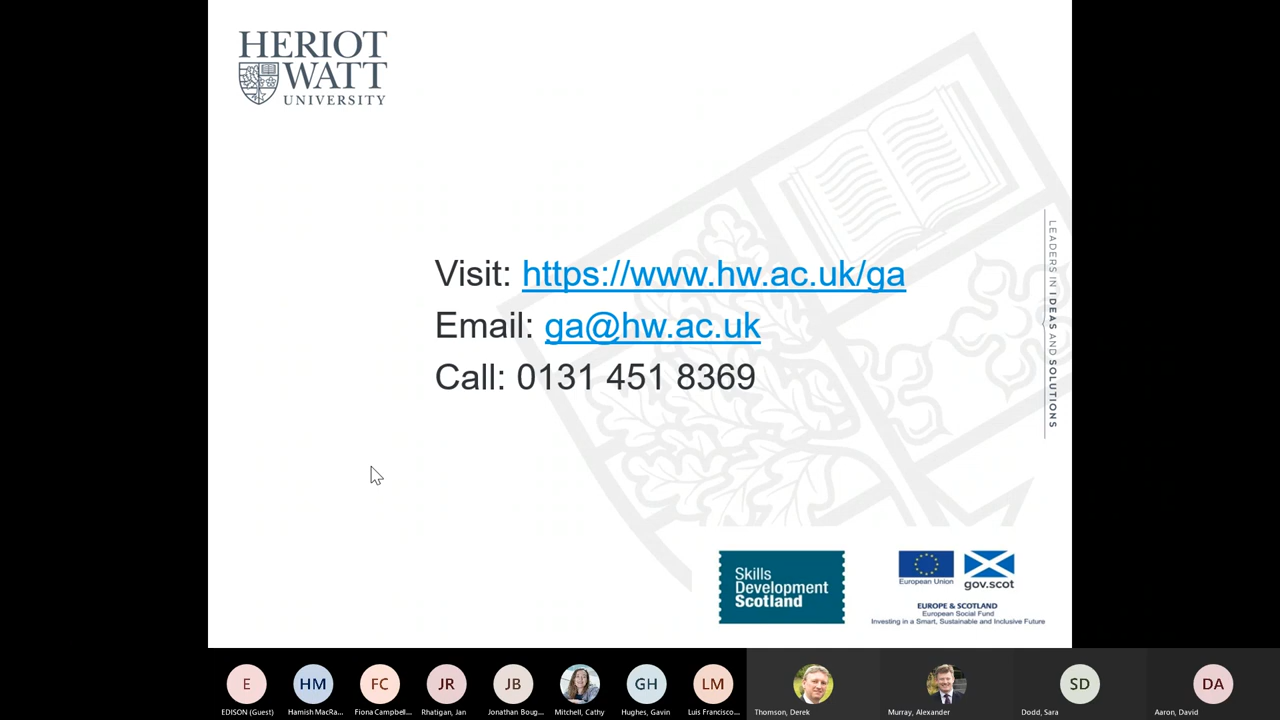 HERIOT
WATT
UNIVERSITY
Visit: https://www.hw.ac.uk/ga
Email: ga@hw.ac.uk
Call: 0131 451 8369
LEADERS IN IDEAS AND SOLUTIONS
Skills
Development
Scotland
European Union
gov.scot
EUROPE & SCOTLAND
European Social Fund
Investing in a Smart, Sustainable and Inclusive Future
E
HM
FC
JR
JB
GH
LM
SD
DA
EDISON (Guest)
Hamish MacRa...
Fiona Campbell...
Rhatigan, Jan
Jonathan Boug...
Mitchell, Cathy
Hughes, Gavin
Luis Francisco...
Thomson, Derek
Murray, Alexander
Dodd, Sara
Aaron, David